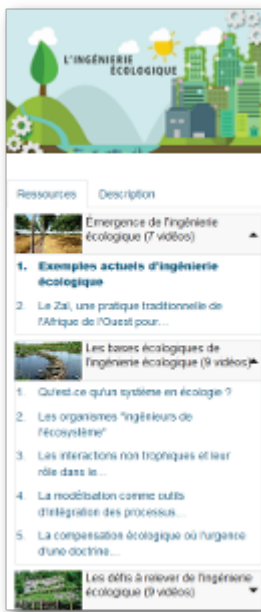 L'INGÉNIERIE
ÉCOLOGIQUE
Ressources Description
Émergence de l'ingénierie
écologique (7 vidéos)
1. Exemples actuels d'ingénierie
écologique
2. Le Zaï, une pratique traditionnelle de
l'Afrique de l'Ouest pour...
Les bases écologiques de
l'ingénierie écologique (9 vidéos)
1. Qu'est-ce qu'un système en écologie ?
2. Les organismes "ingénieurs de
l'écosystème"
3. Les interactions non trophiques et leur
rôle dans le...
4. La modélisation comme outils
d'intégration des processus...
5. La compensation écologique où l'urgence
d'une doctrine...
Les défis à relever de l'ingénierie
écologique (9 vidéos)